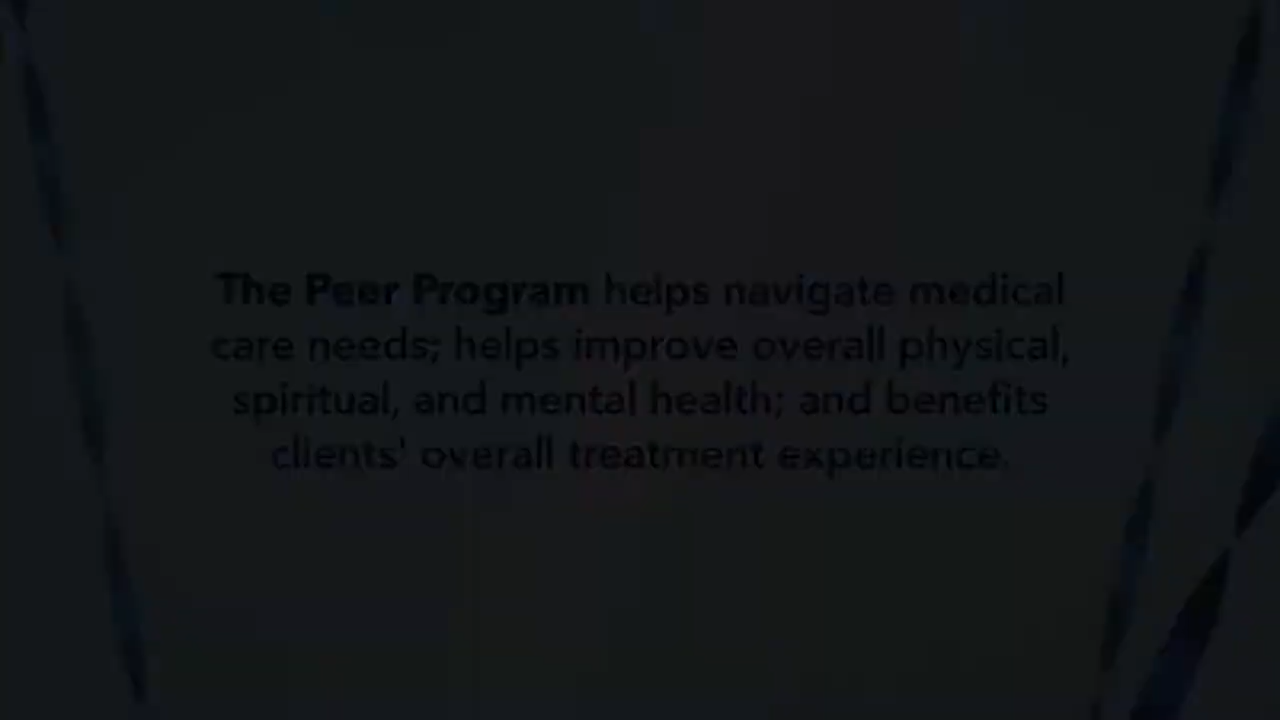 The Peer Program helps navigate medical
care needs; helps improve overall physical,
spiritual, and mental health; and benefits
clients' overall treatment experience.